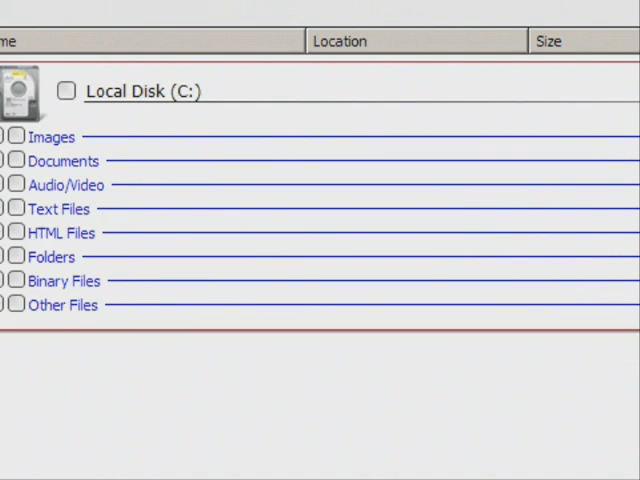 me Location Size
Local Disk (C:)
Images
Documents
Audio/Video
Text Files
HTML Files
Folders
Binary Files
Other Files